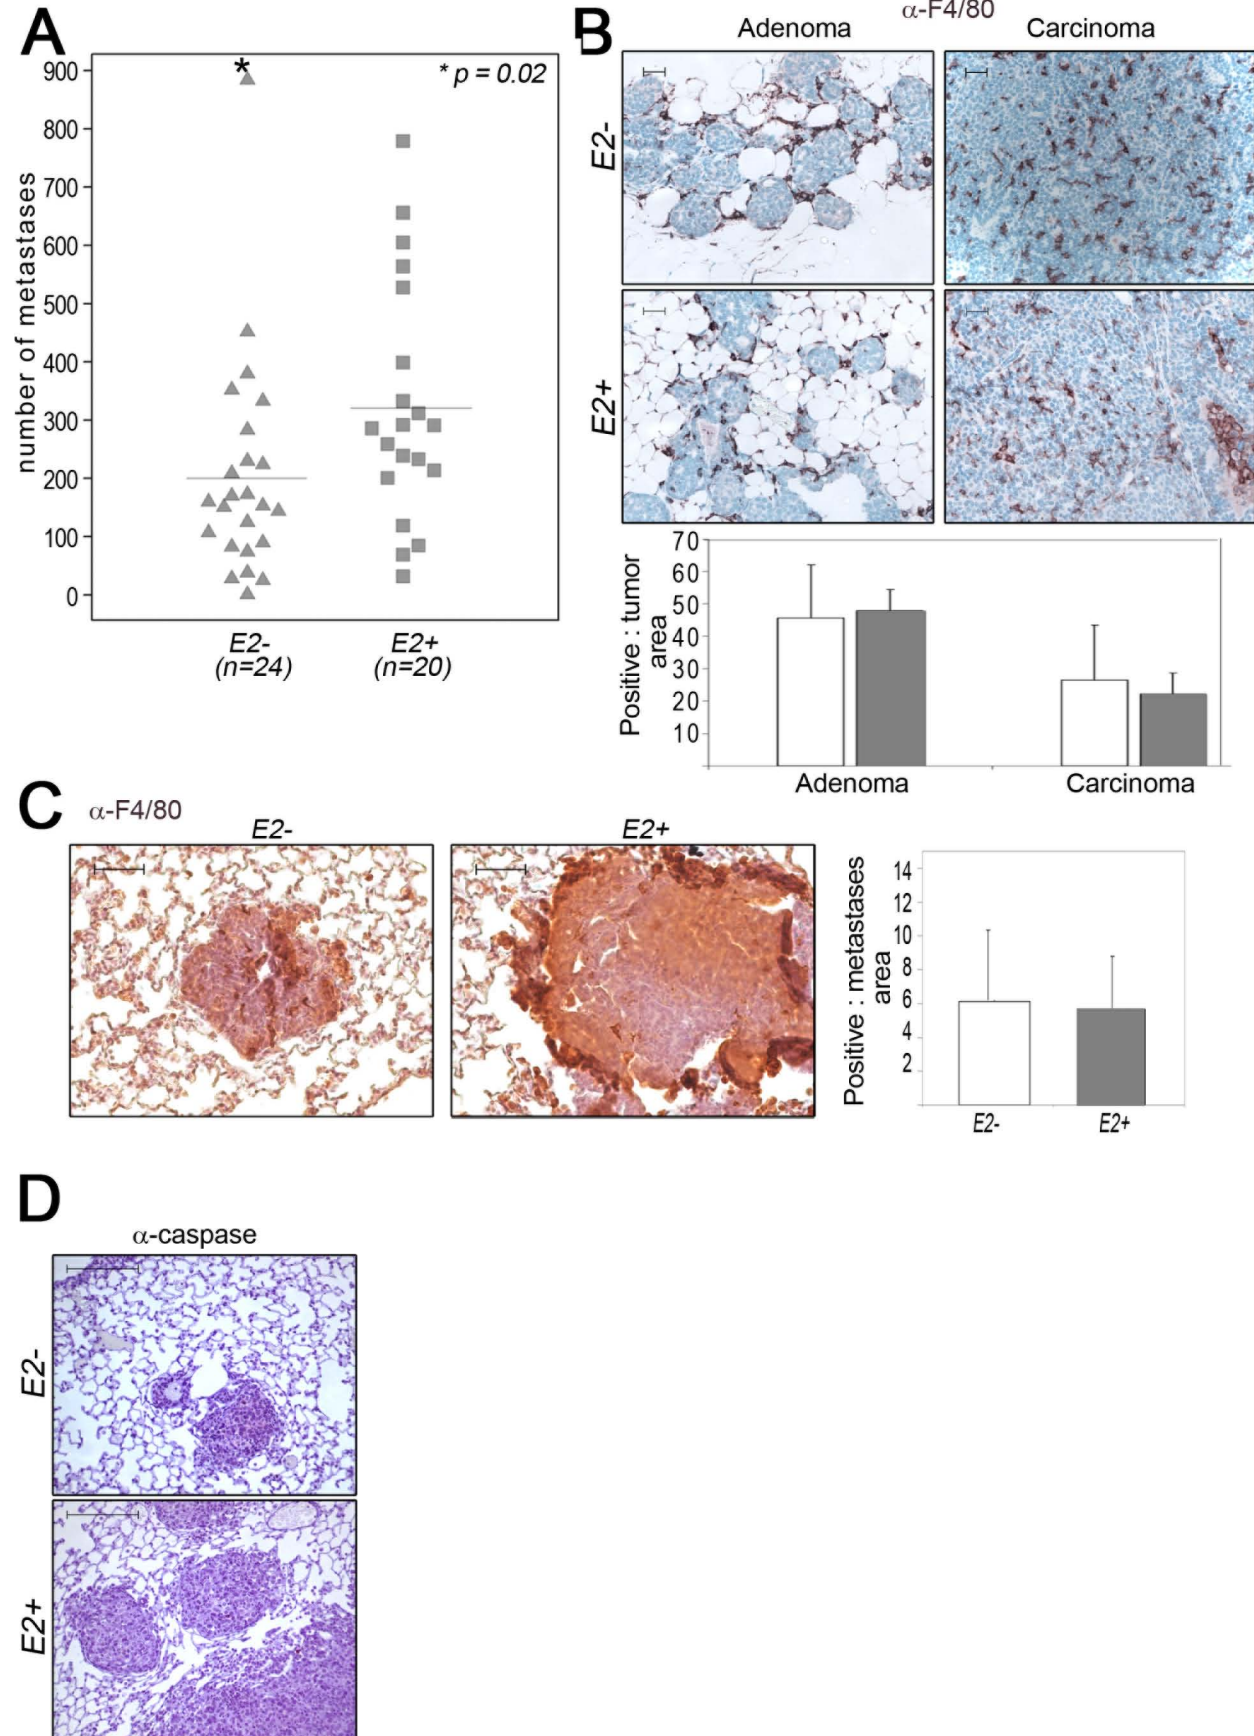 A
* p = 0.02
*
number of metastases
900
800
700
600
500
400
300
200
100
0
E2-
(n=24)
E2+
(n=20)
B
α-F4/80
Adenoma
Carcinoma
E2-
E2+
Positive : tumor
area
70
60
50
40
30
20
10
Adenoma
Carcinoma
C
α-F4/80
E2-
E2+
Positive : metastases
area
14
12
10
8
6
4
2
E2-
E2+
D
α-caspase
E2-
E2+